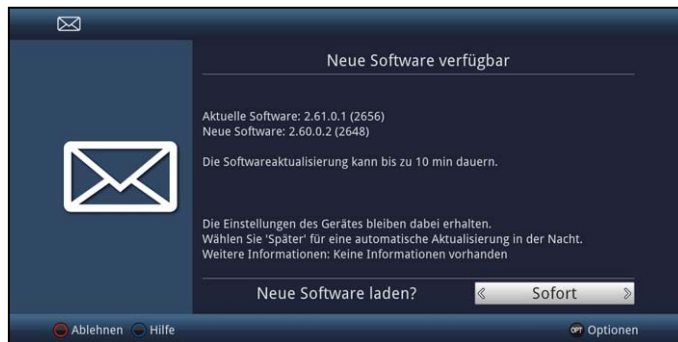 Neue Software verfügbar
Aktuelle Software: 2.61.0.1 (2656)
Neue Software: 2.60.0.2 (2648)
Die Softwareaktualisierung kann bis zu 10 min dauern.
Die Einstellungen des Gerätes bleiben dabei erhalten.
Wählen Sie 'Später' für eine automatische Aktualisierung in der Nacht.
Weitere Informationen: Keine Informationen vorhanden
Neue Software laden? « Sofort »
Ablehnen Hilfe OPT Optionen